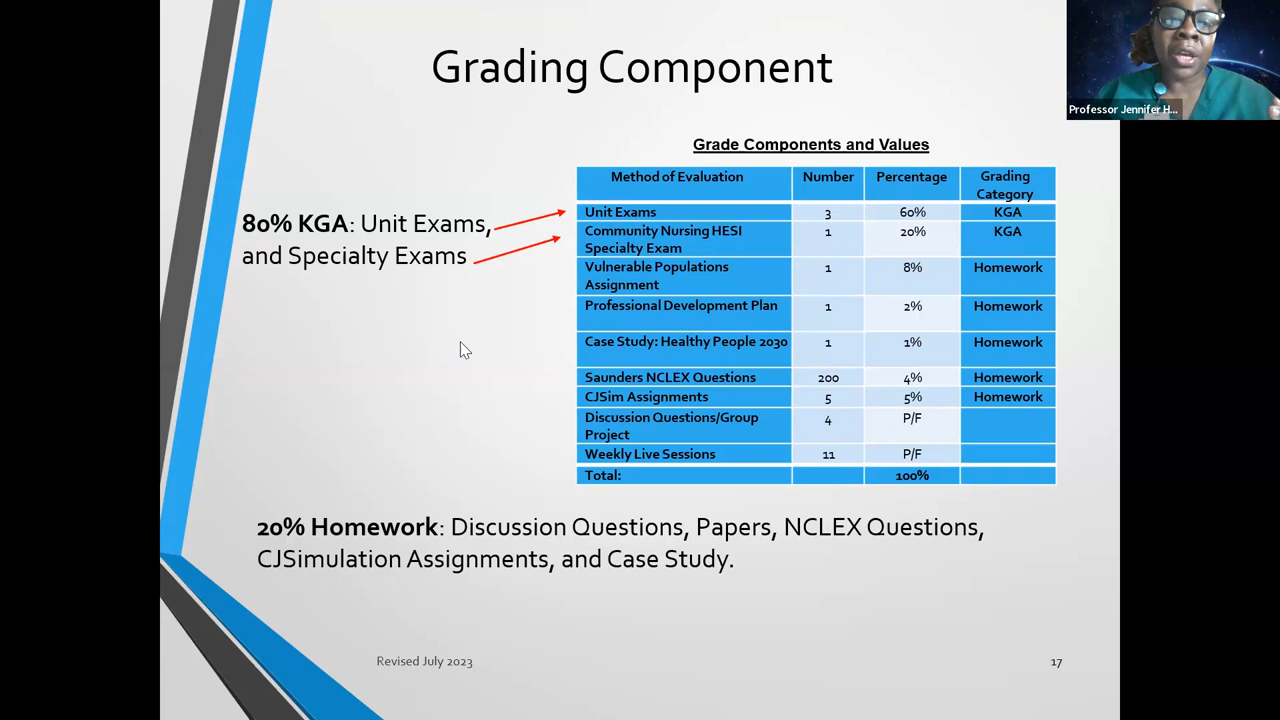 Grading Component
Professor Jennifer H...
Grade Components and Values
80% KGA: Unit Exams,
and Specialty Exams
Method of Evaluation Number Percentage Grading
Category
Unit Exams 3 60% KGA
Community Nursing HESI 1 20% KGA
Specialty Exam
Vulnerable Populations 1 8% Homework
Assignment
Professional Development Plan 1 2% Homework
Case Study: Healthy People 2030 1 1% Homework
Saunders NCLEX Questions 200 4% Homework
CJSim Assignments 5 5% Homework
Discussion Questions/Group 4 P/F
Project
Weekly Live Sessions 11 P/F
Total: 100%
20% Homework: Discussion Questions, Papers, NCLEX Questions,
CJSimulation Assignments, and Case Study.
Revised July 2023
17